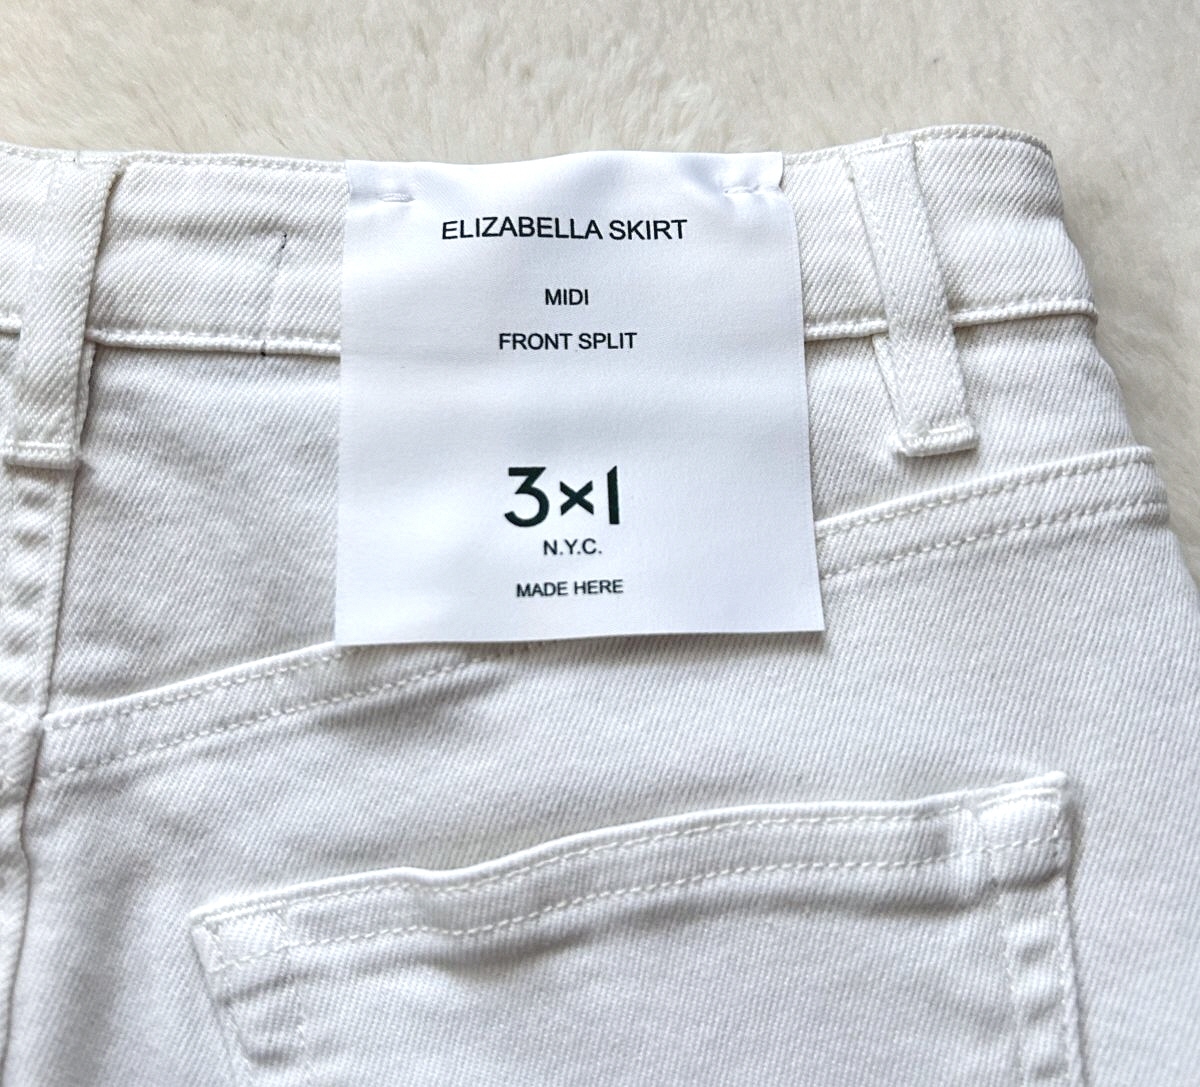 ELIZABELLA SKIRT
MIDI
FRONT SPLIT
3×1
N.Y.C.
MADE HERE